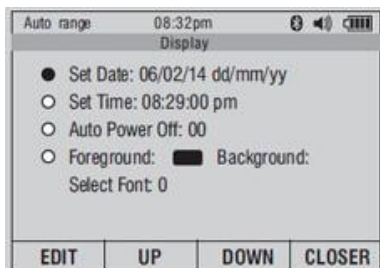 Auto range 08:32pm
Display
Set Date: 06/02/14 dd/mm/yy
Set Time: 08:29:00 pm
Auto Power Off: 00
Foreground: Background:
Select Font: 0
EDIT UP DOWN CLOSER